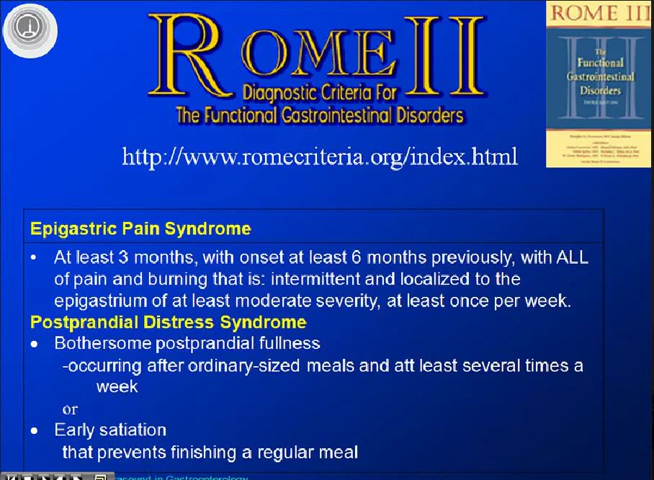 ROME II
Diagnostic Criteria For
The Functional Gastrointestinal Disorders
ROME III
The
Functional
Gastrointestinal
Disorders
http://www.romecriteria.org/index.html
Epigastric Pain Syndrome
• At least 3 months, with onset at least 6 months previously, with ALL
of pain and burning that is: intermittent and localized to the
epigastrium of at least moderate severity, at least once per week.
Postprandial Distress Syndrome
• Bothersome postprandial fullness
-occurring after ordinary-sized meals and att least several times a
week
or
• Early satiation
that prevents finishing a regular meal
in Gastroenterology